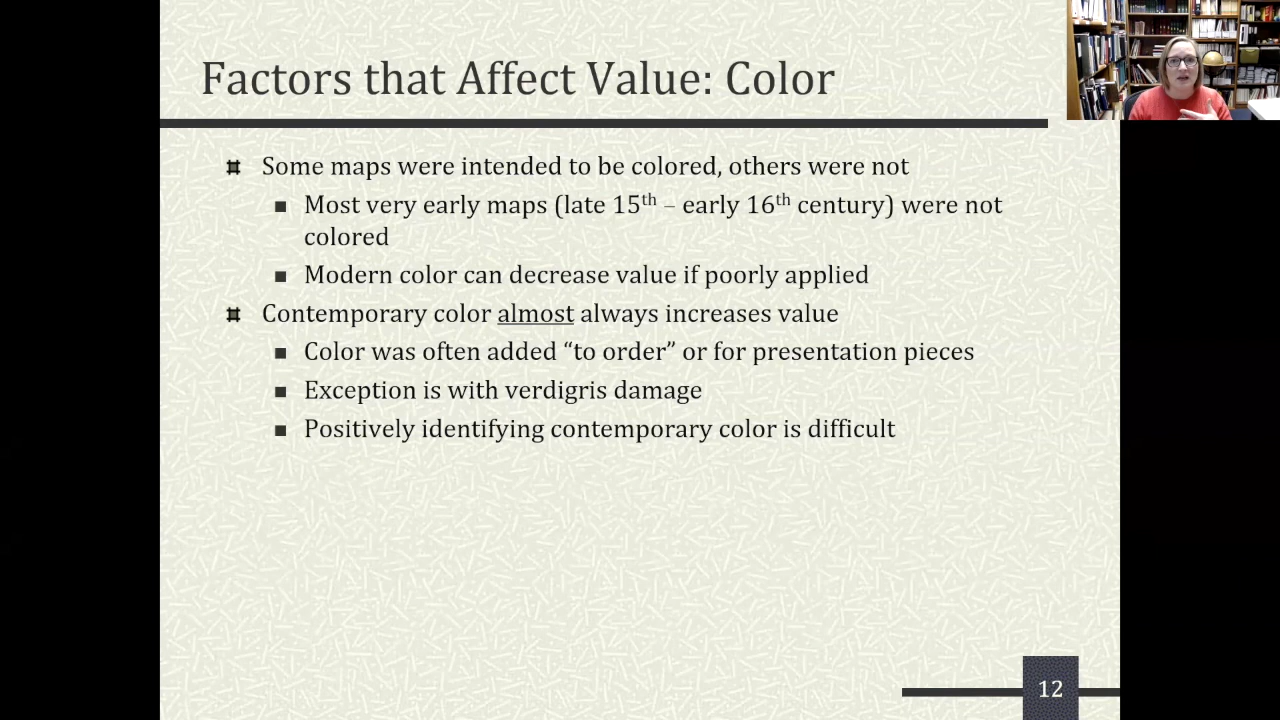 Factors that Affect Value: Color
Some maps were intended to be colored, others were not
Most very early maps (late 15th – early 16th century) were not
colored
Modern color can decrease value if poorly applied
Contemporary color almost always increases value
Color was often added “to order” or for presentation pieces
Exception is with verdigris damage
Positively identifying contemporary color is difficult
12